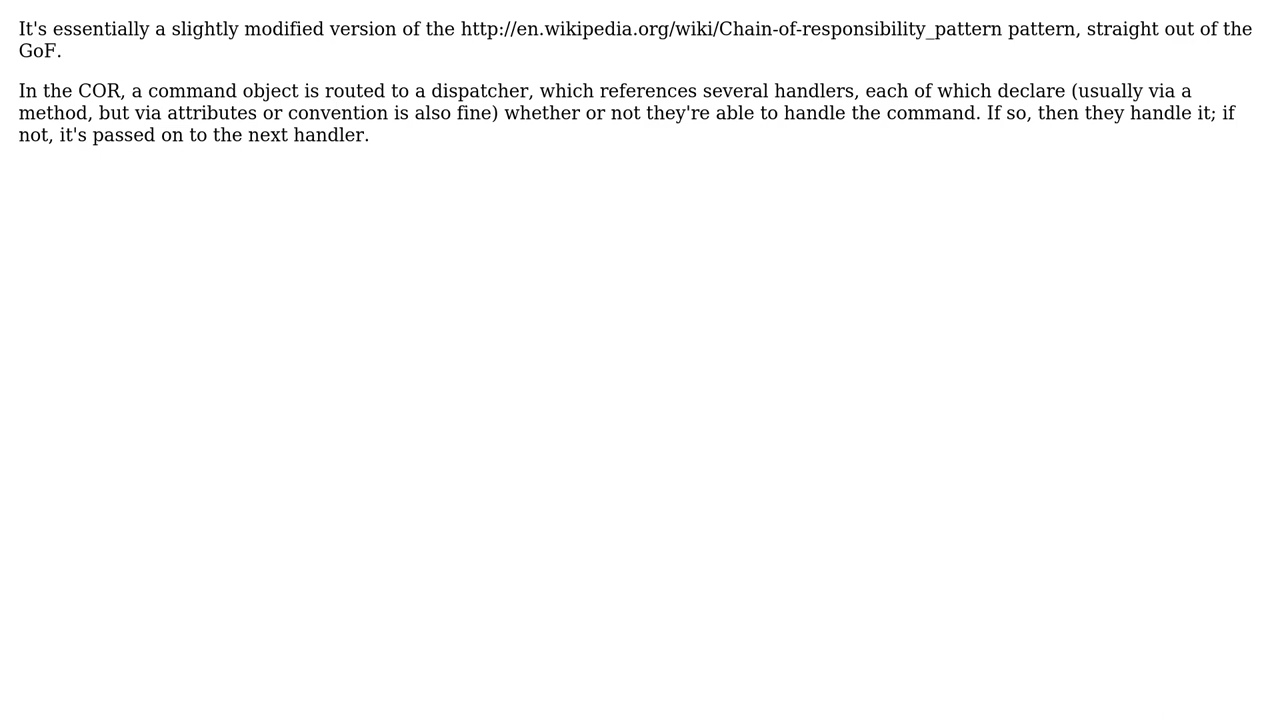 It's essentially a slightly modified version of the http://en.wikipedia.org/wiki/Chain-of-responsibility_pattern pattern, straight out of the
GoF.
In the COR, a command object is routed to a dispatcher, which references several handlers, each of which declare (usually via a
method, but via attributes or convention is also fine) whether or not they're able to handle the command. If so, then they handle it; if
not, it's passed on to the next handler.